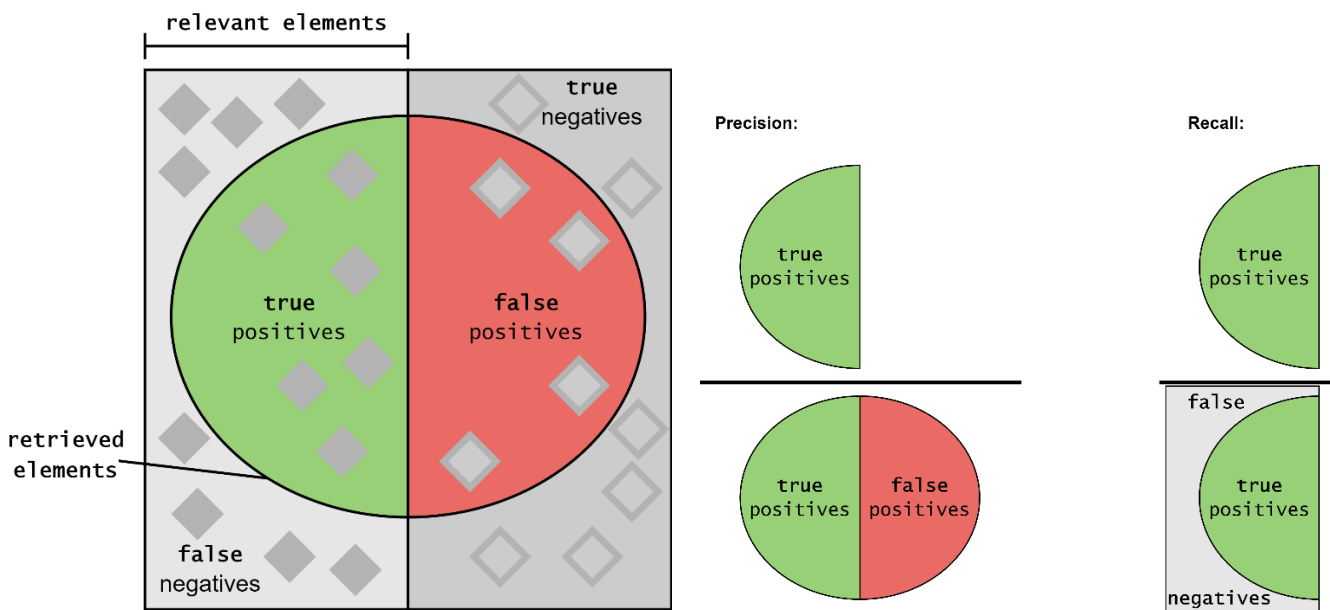 relevant elements
true
negatives
true
positives
false
positives
retrieved
elements
false
negatives
Precision:
true
positives
true
positives
false
positives
Recall:
true
positives
false
true
positives
negatives